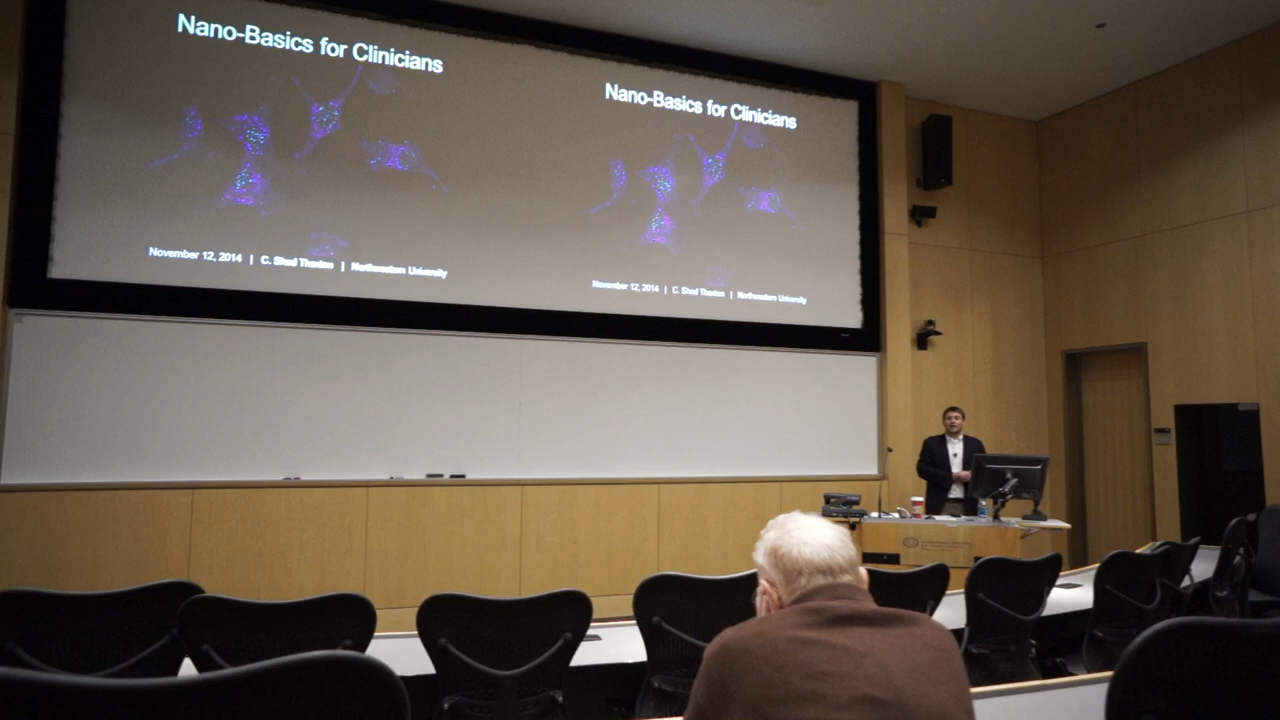 Nano-Basics for Clinicians
November 12, 2014 | C. Shad Thaxton | Northwestern University
Nano-Basics for Clinicians
November 12, 2014 | C. Shad Thaxton | Northwestern University